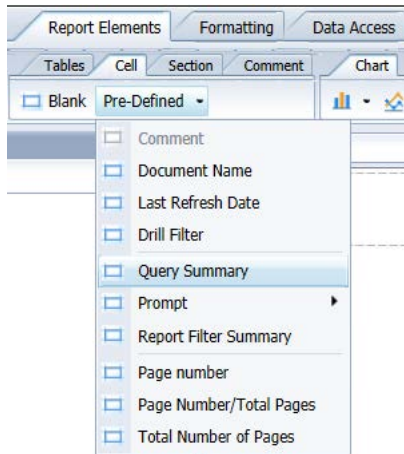 Report Elements Formatting Data Access
Tables Cell Section Comment Chart
Blank Pre-Defined
Comment
Document Name
Last Refresh Date
Drill Filter
Query Summary
Prompt
Report Filter Summary
Page number
Page Number/Total Pages
Total Number of Pages